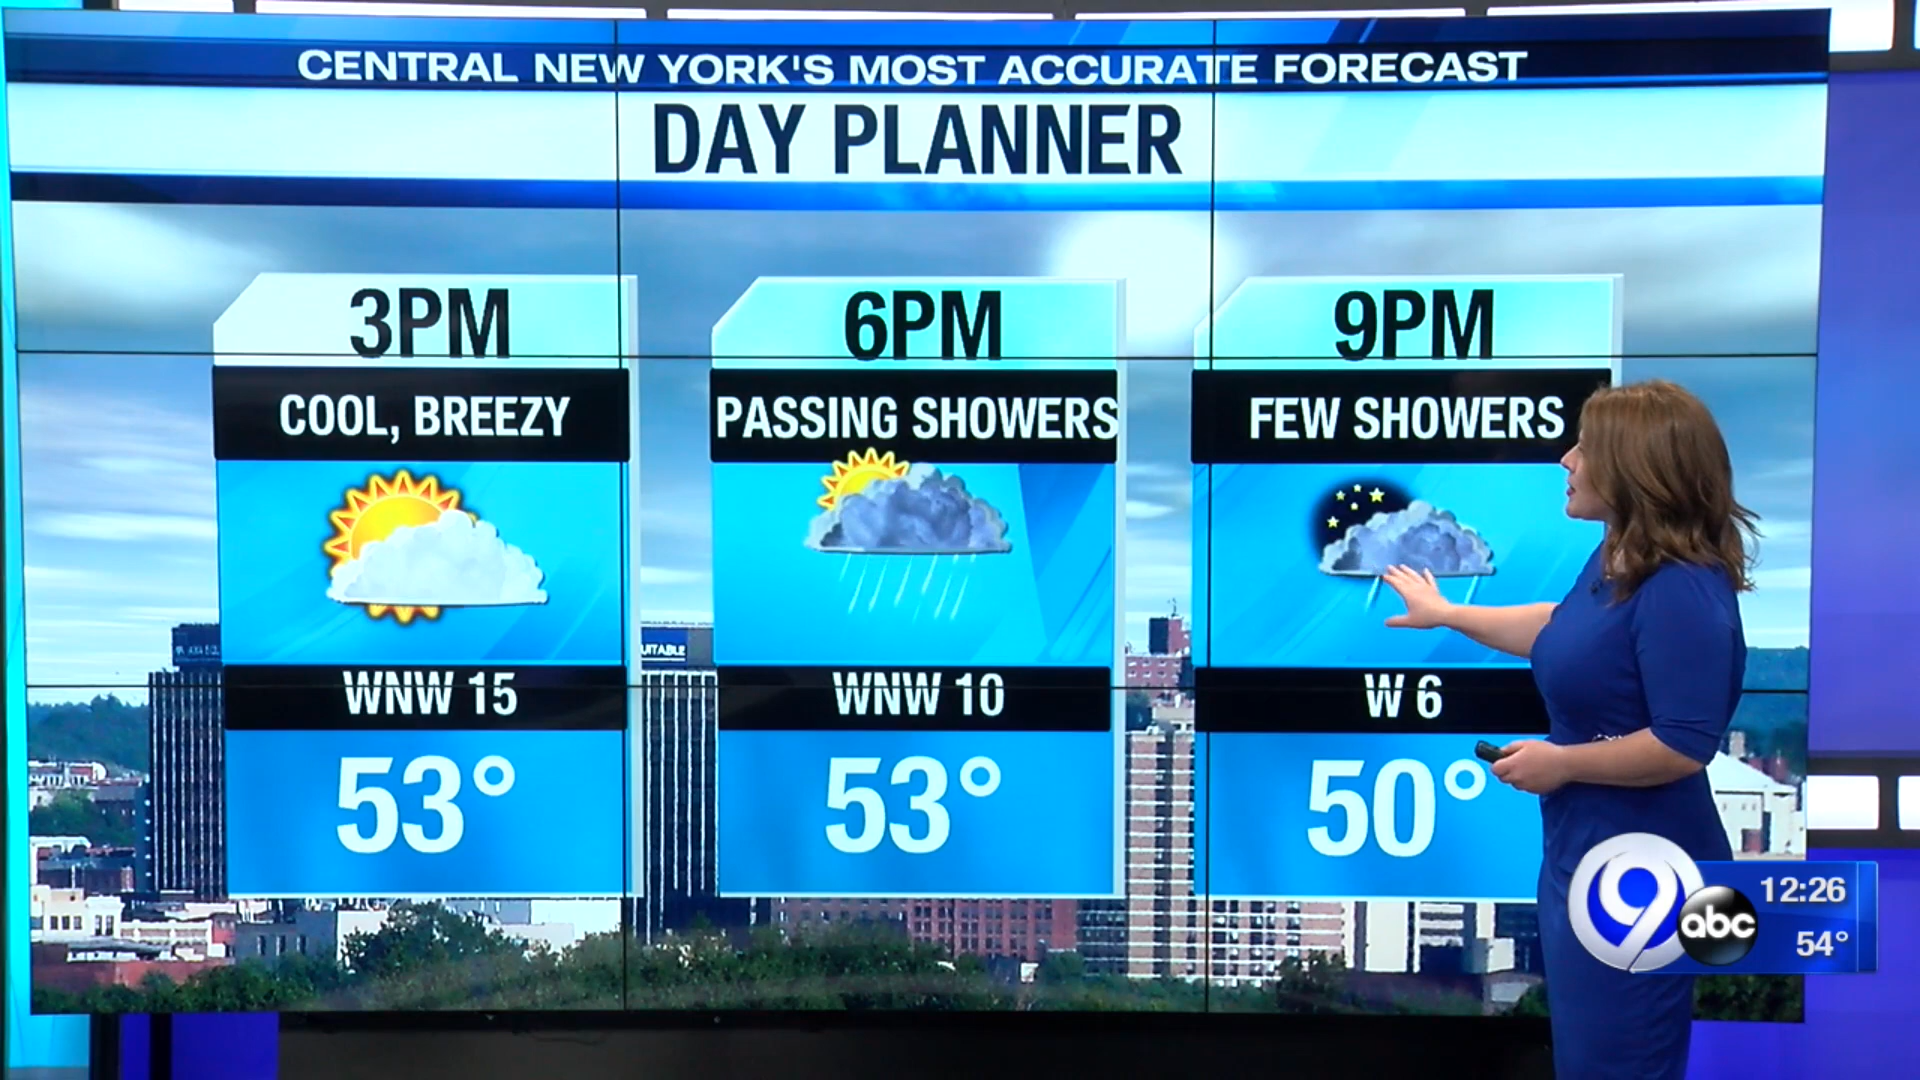 CENTRAL NEW YORK'S MOST ACCURATE FORECAST
DAY PLANNER
3PM
6PM
9PM
COOL, BREEZY
PASSING SHOWERS
FEW SHOWERS
UITABLE
WNW 15
WNW 10
W 6
53°
53°
50°
9
abc
12:26
54°